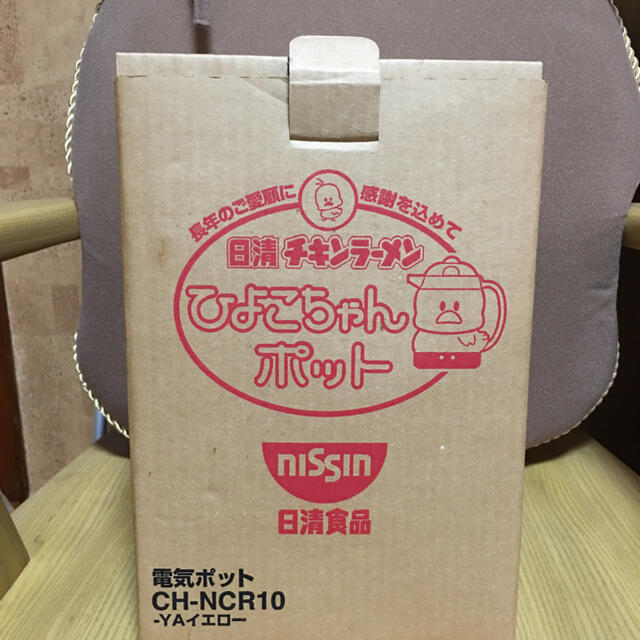 長年のご愛顧に 感謝を込めて
日清 チキンラーメン
ひよこちゃん
ポット
NISSIN
日清食品
電気ポット
CH-NCR10
-YAイエロー